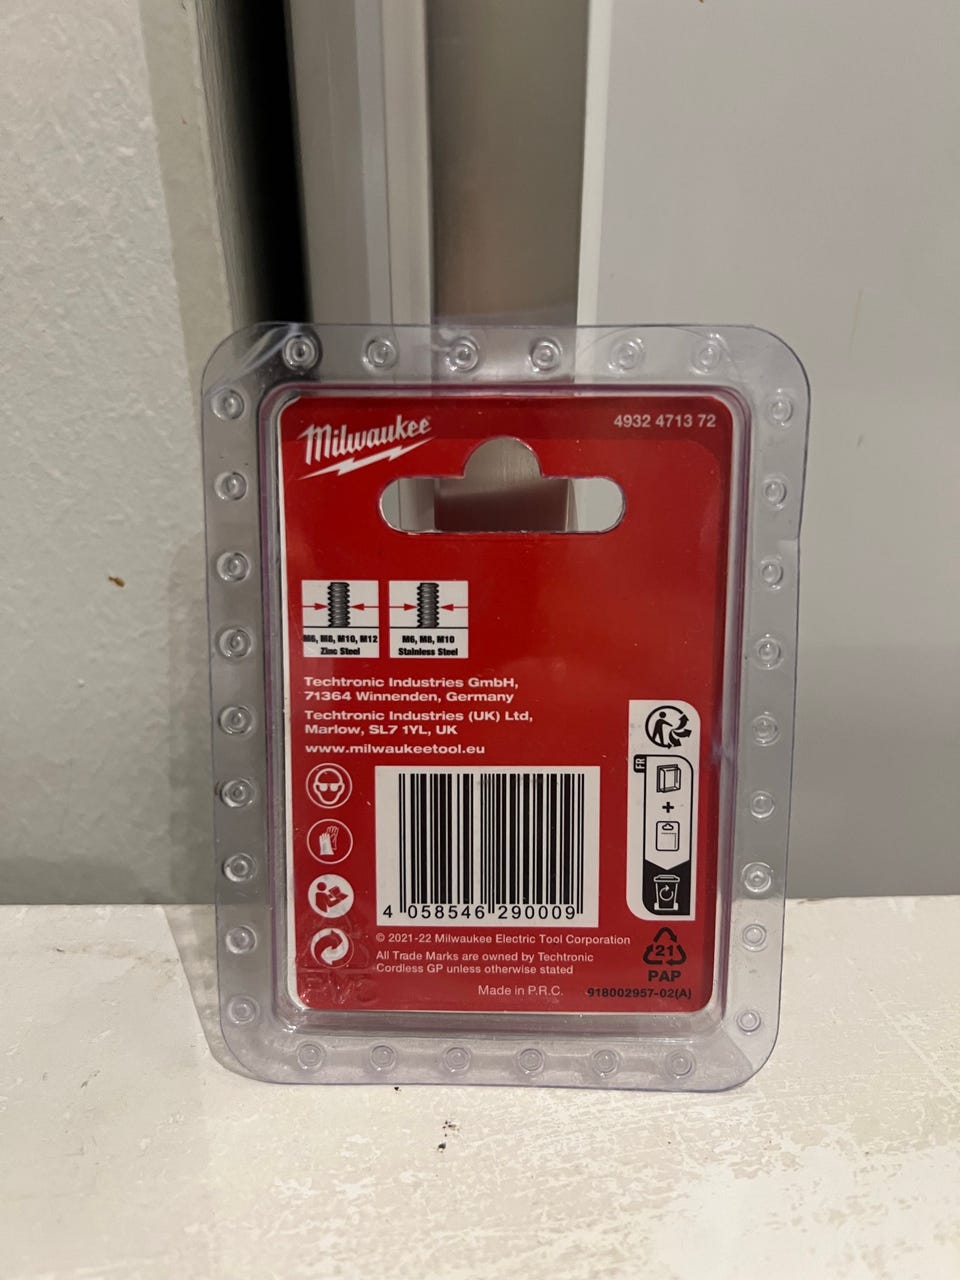 Milwaukee
4932 4713 72
M6, M8, M10, M12
Zinc Steel
M6, M8, M10
Stainless Steel
Techtronic Industries GmbH,
71364 Winnenden, Germany
Techtronic Industries (UK) Ltd,
Marlow, SL7 1YL, UK
www.milwaukeetool.eu
FR
+
4 058546 290009
© 2021-22 Milwaukee Electric Tool Corporation
All Trade Marks are owned by Techtronic
Cordless GP unless otherwise stated
Made in P.R.C.
21
PAP
918002957-02(A)
PVC